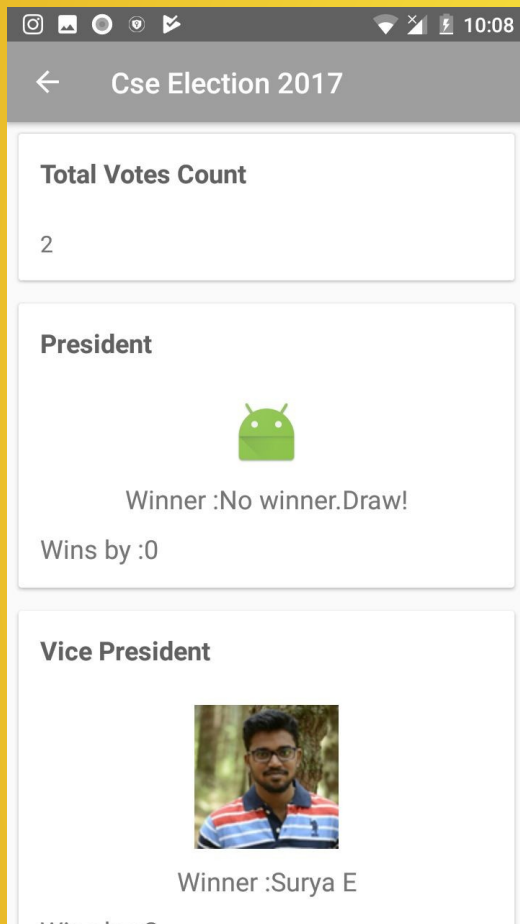 10:08
Cse Election 2017
Total Votes Count
2
President
Winner :No winner.Draw!
Wins by :0
Vice President
Winner :Surya E